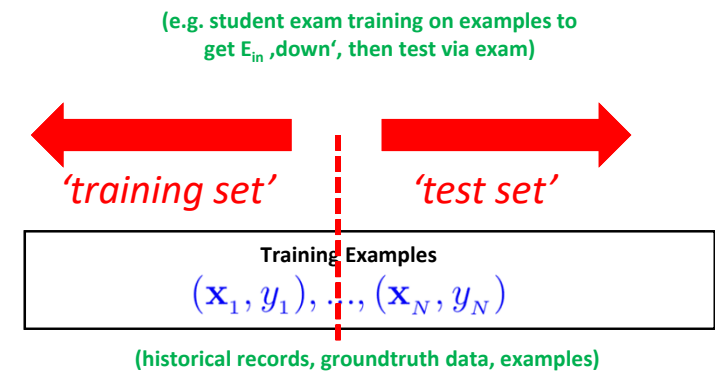 (e.g. student exam training on examples to
get E_in ‚down‘, then test via exam)
‘training set’ ‘test set’
Training Examples
(x_1, y_1), ..., (x_N, y_N)
(historical records, groundtruth data, examples)